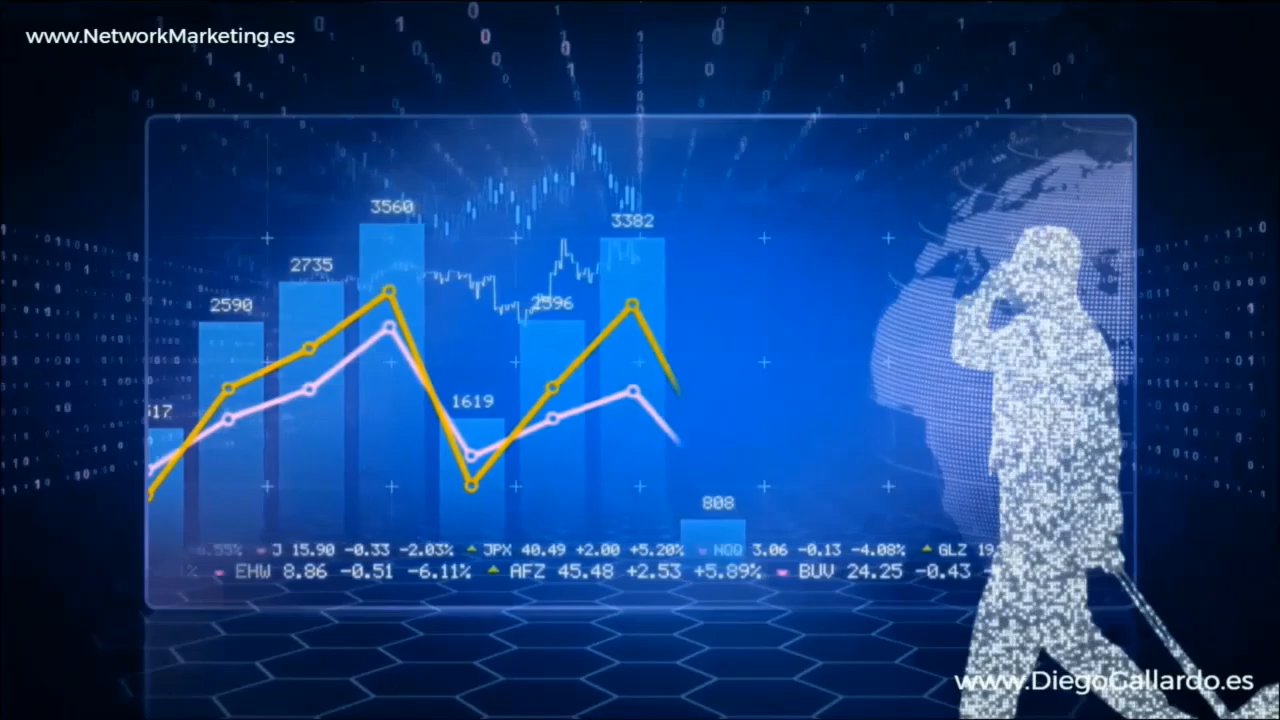 www.NetworkMarketing.es
3560
3382
2735
2590
2596
1619
808
J 15.90 -0.33 -2.03% JPX 40.49 +2.00 +5.20% NOD 3.06 -0.13 -4.08% GLZ
EHW 8.86 -0.51 -6.11% AFZ 45.48 +2.53 +5.89% BUV 24.25 -0.43
www.DiegoGallardo.es